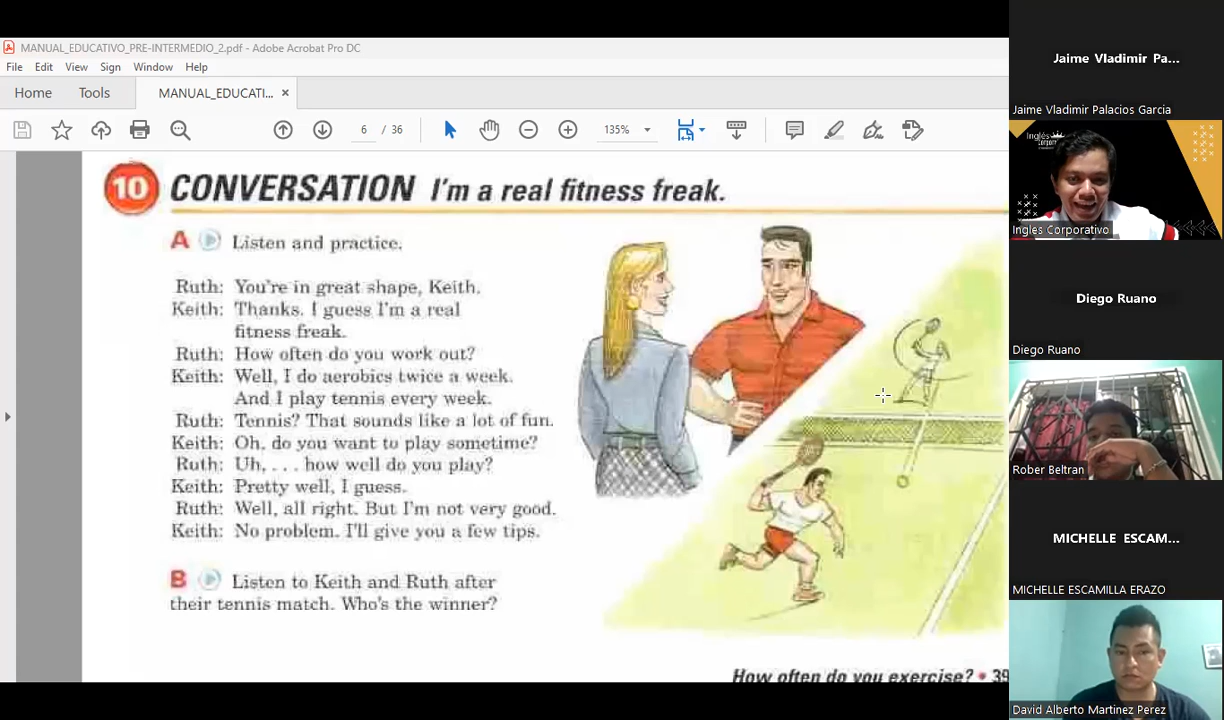 MANUAL_EDUCATIVO_PRE-INTERMEDIO_2.pdf - Adobe Acrobat Pro DC
File Edit View Sign Window Help
Home Tools MANUAL_EDUCATI... ×
6 / 36 135%
10 CONVERSATION I'm a real fitness freak.
A Listen and practice.
Ruth: You're in great shape, Keith.
Keith: Thanks. I guess I'm a real
fitness freak.
Ruth: How often do you work out?
Keith: Well, I do aerobics twice a week.
And I play tennis every week.
Ruth: Tennis? That sounds like a lot of fun.
Keith: Oh, do you want to play sometime?
Ruth: Uh, . . . how well do you play?
Keith: Pretty well, I guess.
Ruth: Well, all right. But I'm not very good.
Keith: No problem. I'll give you a few tips.
B Listen to Keith and Ruth after
their tennis match. Who's the winner?
How often do you exercise? • 39
Jaime Vladimir Pa...
Jaime Vladimir Palacios García
Inglés
Corporativo
Ingles Corporativo
Diego Ruano
Diego Ruano
Rober Beltran
MICHELLE ESCAM...
MICHELLE ESCAMILLA ERAZO
David Alberto Martinez Perez